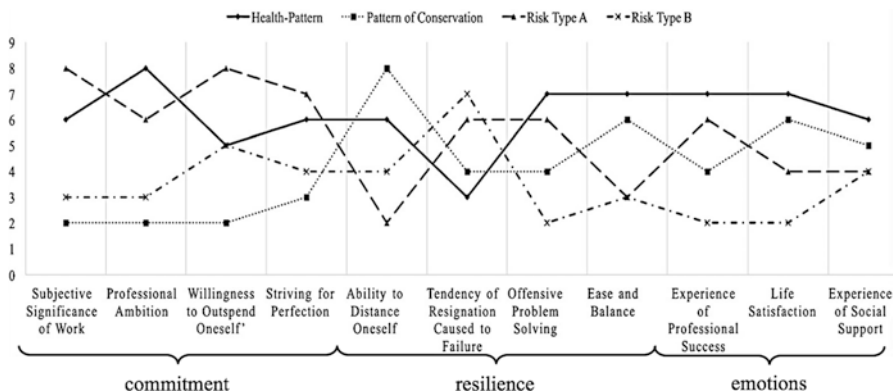 Health-Pattern Pattern of Conservation Risk Type A Risk Type B
9
8
7
6
5
4
3
2
1
0
Subjective
Significance
of Work
Professional
Ambition
Willingness
to Outspend
Oneself'
Striving for
Perfection
Ability to
Distance
Oneself
Tendency of
Resignation
Caused to
Failure
Offensive
Problem
Solving
Ease and
Balance
Experience
of
Professional
Success
Life
Satisfaction
Experience
of Social
Support
commitment resilience emotions